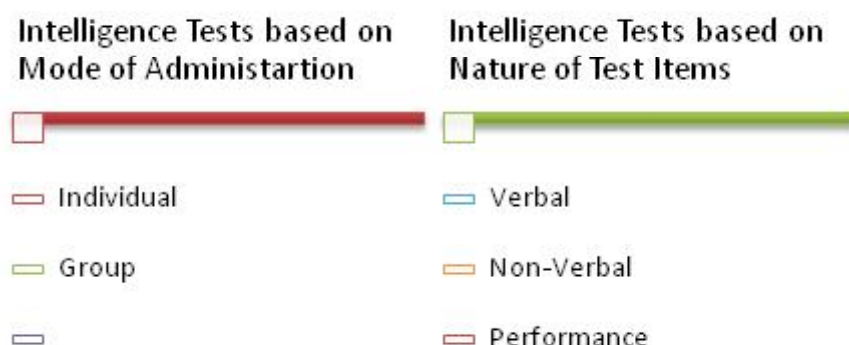 Intelligence Tests based on
Mode of Administartion
Individual
Group
Intelligence Tests based on
Nature of Test Items
Verbal
Non-Verbal
Performance